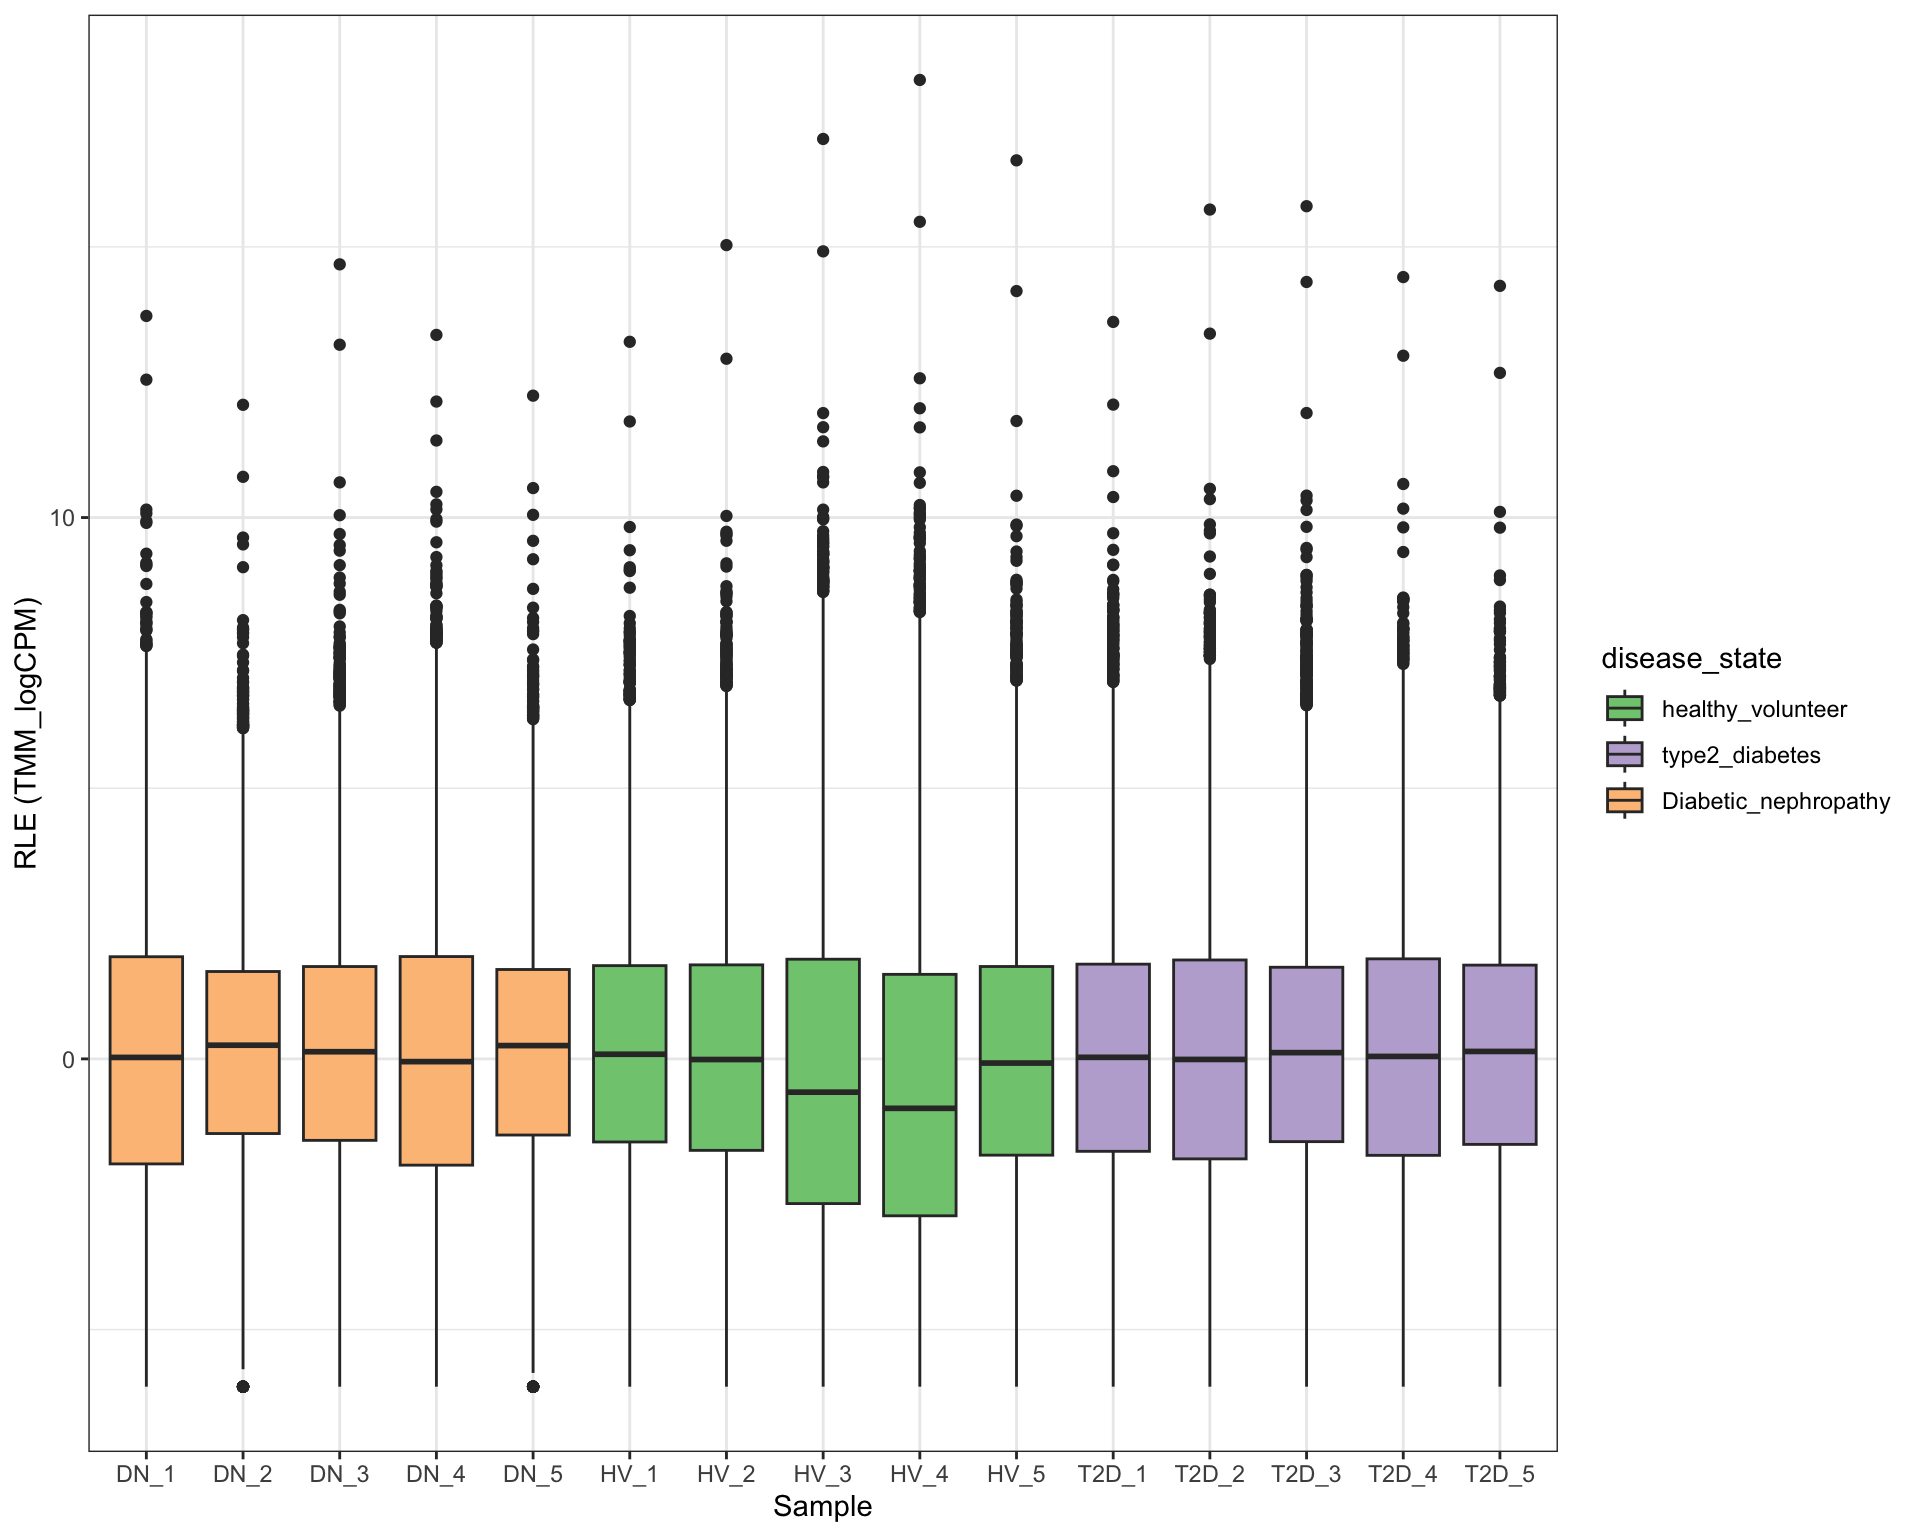 RLE (TMM_logCPM)
10
0
DN_1 DN_2 DN_3 DN_4 DN_5 HV_1 HV_2 HV_3 HV_4 HV_5 T2D_1 T2D_2 T2D_3 T2D_4 T2D_5
Sample
disease_state
healthy_volunteer
type2_diabetes
Diabetic_nephropathy